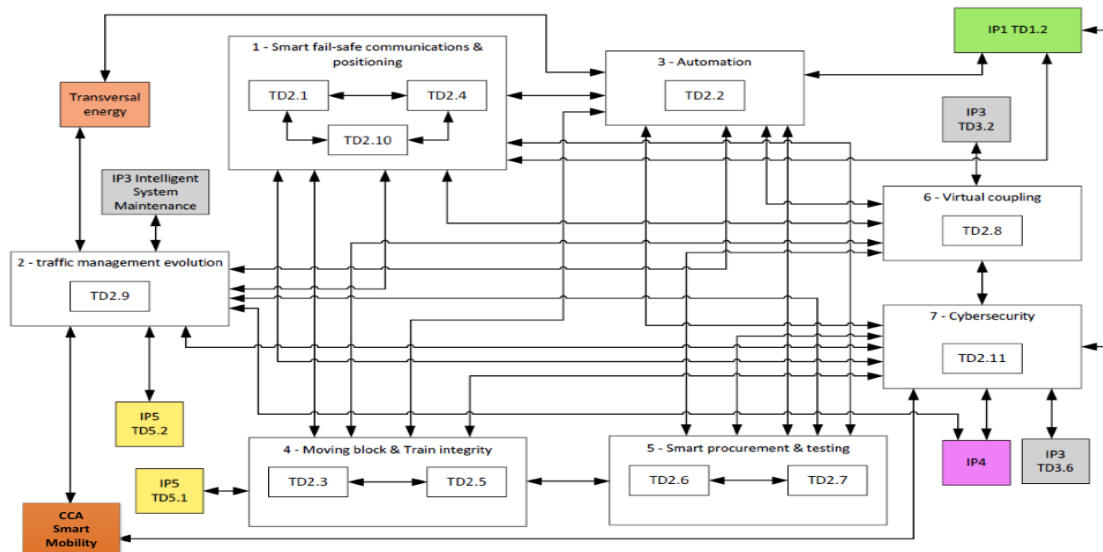 1 - Smart fail-safe communications &
positioning
TD2.1
TD2.4
TD2.10
3 - Automation
TD2.2
IP1 TD1.2
Transversal
energy
IP3
TD3.2
IP3 Intelligent
System
Maintenance
6 - Virtual coupling
TD2.8
2 - traffic management evolution
TD2.9
7 - Cybersecurity
TD2.11
IP5
TD5.2
4 - Moving block & Train integrity
TD2.3
TD2.5
5 - Smart procurement & testing
TD2.6
TD2.7
IP4
IP3
TD3.6
IP5
TD5.1
CCA
Smart
Mobility